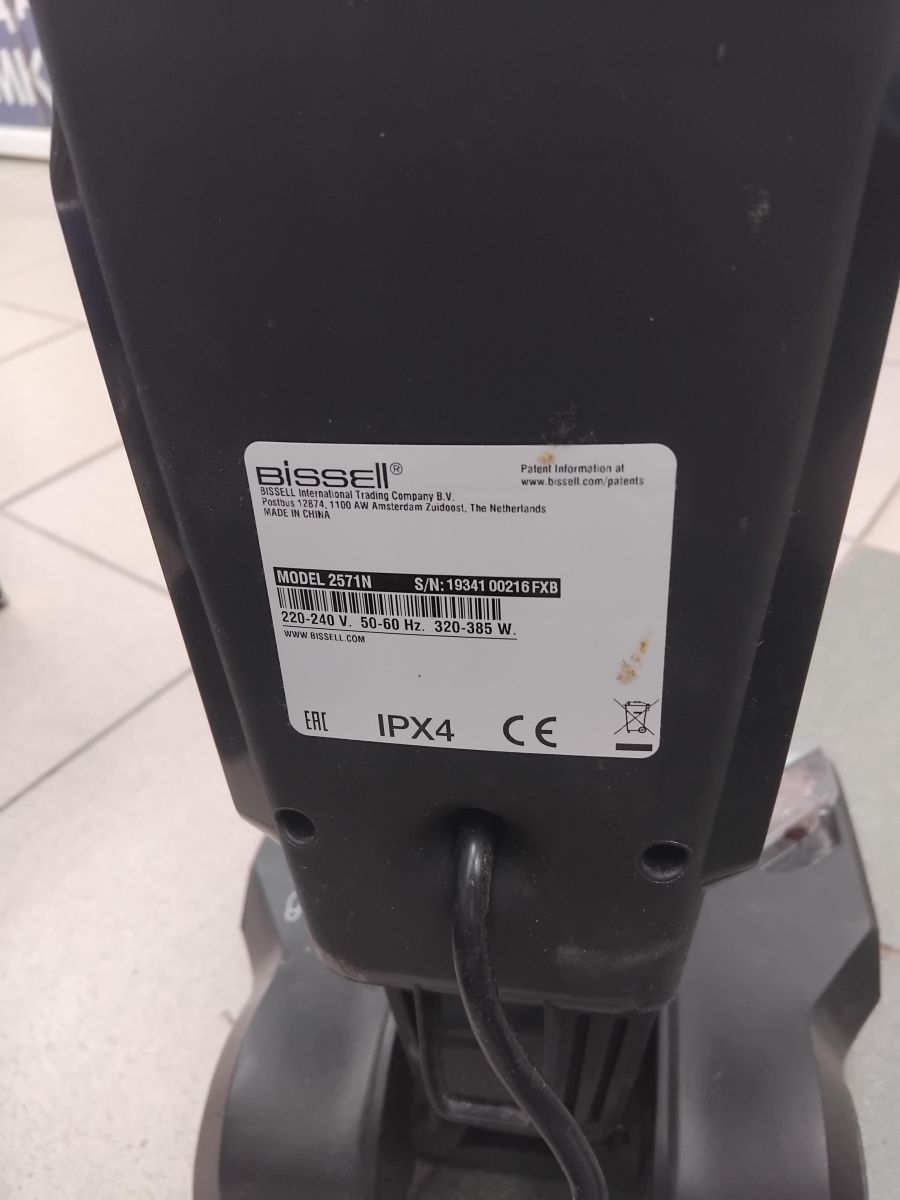 BISSELL®
BISSELL International Trading Company B.V.
Postbus 12874, 1100 AW Amsterdam Zuidoost, The Netherlands
MADE IN CHINA
Patent Information at
www.bissell.com/patents
MODEL 2571N S/N: 19341 00216 FXB
220-240 V. 50-60 Hz. 320-385 W.
WWW.BISSELL.COM
EAC IPX4 CE